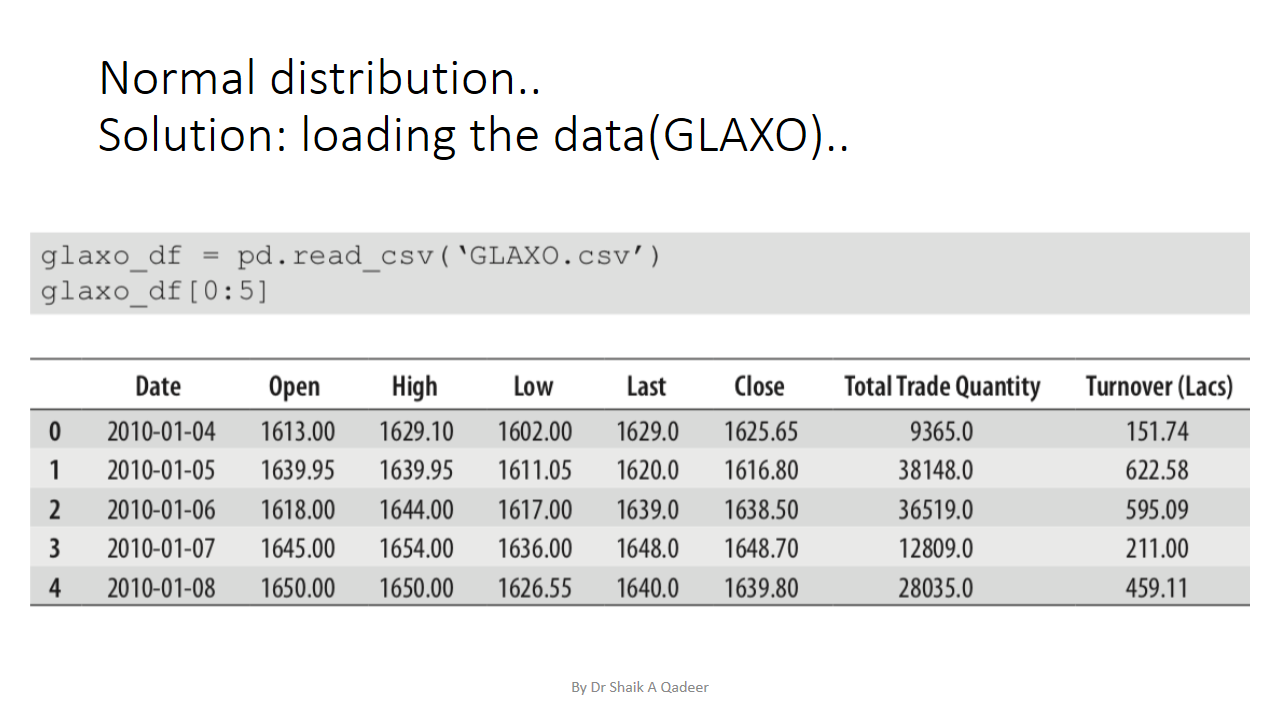 Normal distribution..
Solution: loading the data(GLAXO)..
glaxo_df = pd.read_csv(‘GLAXO.csv’)
glaxo_df[0:5]
Date Open High Low Last Close Total Trade Quantity Turnover (Lacs)
0 2010-01-04 1613.00 1629.10 1602.00 1629.0 1625.65 9365.0 151.74
1 2010-01-05 1639.95 1639.95 1611.05 1620.0 1616.80 38148.0 622.58
2 2010-01-06 1618.00 1644.00 1617.00 1639.0 1638.50 36519.0 595.09
3 2010-01-07 1645.00 1654.00 1636.00 1648.0 1648.70 12809.0 211.00
4 2010-01-08 1650.00 1650.00 1626.55 1640.0 1639.80 28035.0 459.11
By Dr Shaik A Qadeer